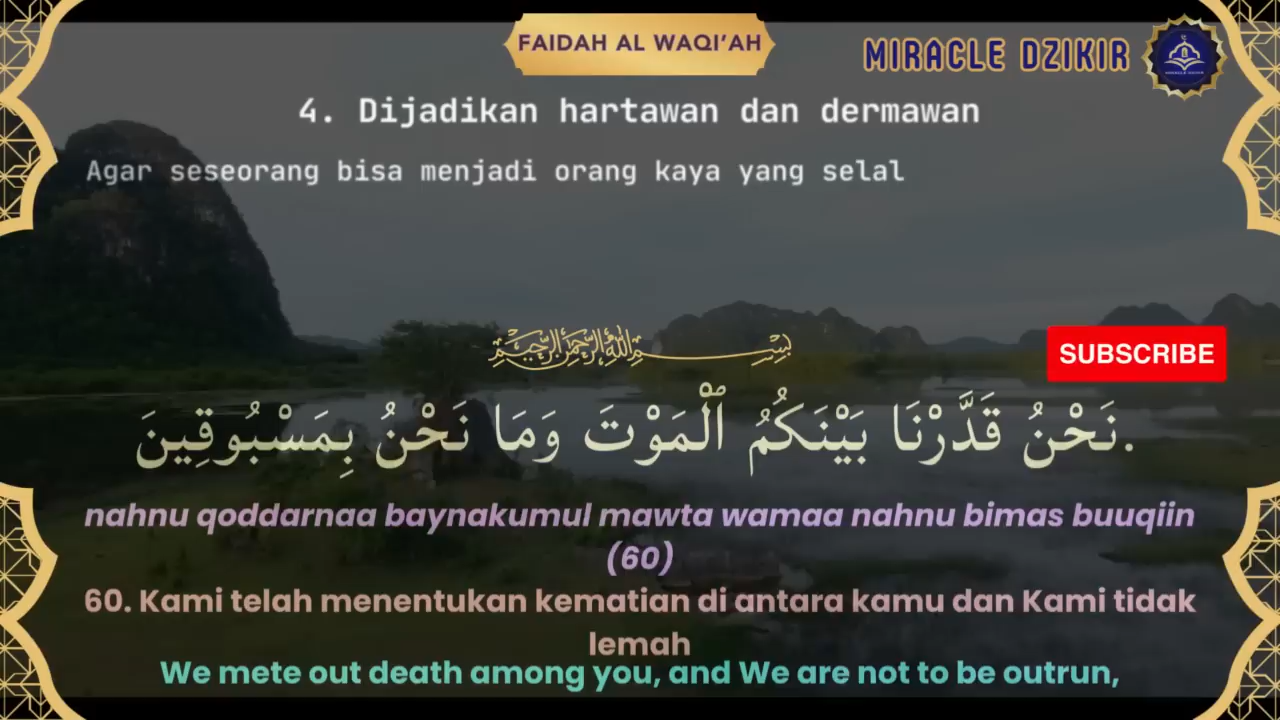 FAIDAH AL WAQI'AH
MIRACLE DZIKIR
4. Dijadikan hartawan dan dermawan
Agar seseorang bisa menjadi orang kaya yang selal
بِسْمِ اللهِ الرَّحْمٰنِ الرَّحِيْمِ
SUBSCRIBE
نَحْنُ قَدَّرْنَا بَيْنَكُمُ ٱلْمَوْتَ وَمَا نَحْنُ بِمَسْبُوقِينَ.
nahnu qoddarnaa baynakumul mawta wamaa nahnu bimas buuqiin
(60)
60. Kami telah menentukan kematian di antara kamu dan Kami tidak
lemah
We mete out death among you, and We are not to be outrun,